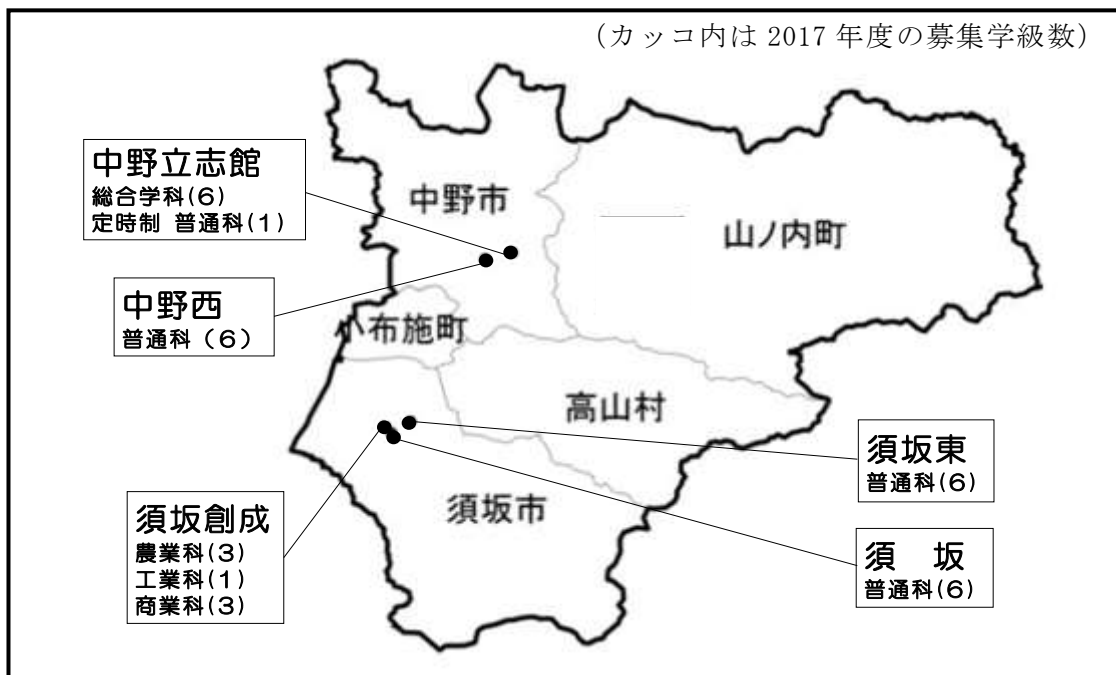 （カッコ内は 2017 年度の募集学級数）
中野立志館
総合学科(6)
定時制 普通科(1)
中野市
山ノ内町
中野西
普通科（6）
小布施町
高山村
須坂東
普通科(6)
須坂創成
農業科(3)
工業科(1)
商業科(3)
須坂市
須　坂
普通科(6)